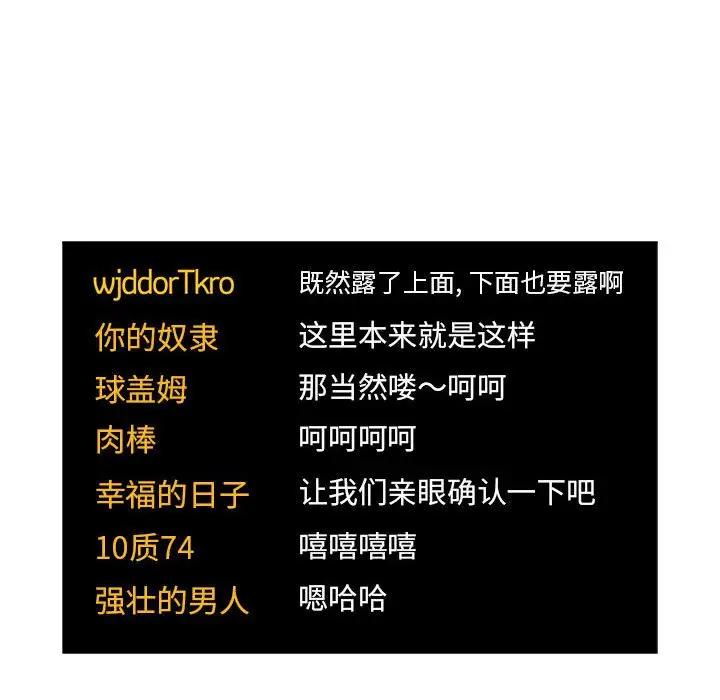 wjddorTkro 既然露了上面, 下面也要露啊
你的奴隶 这里本来就是这样
球盖姆 那当然喽～呵呵
肉棒 呵呵呵呵
幸福的日子 让我们亲眼确认一下吧
10质74 嘻嘻嘻嘻
强壮的男人 嗯哈哈